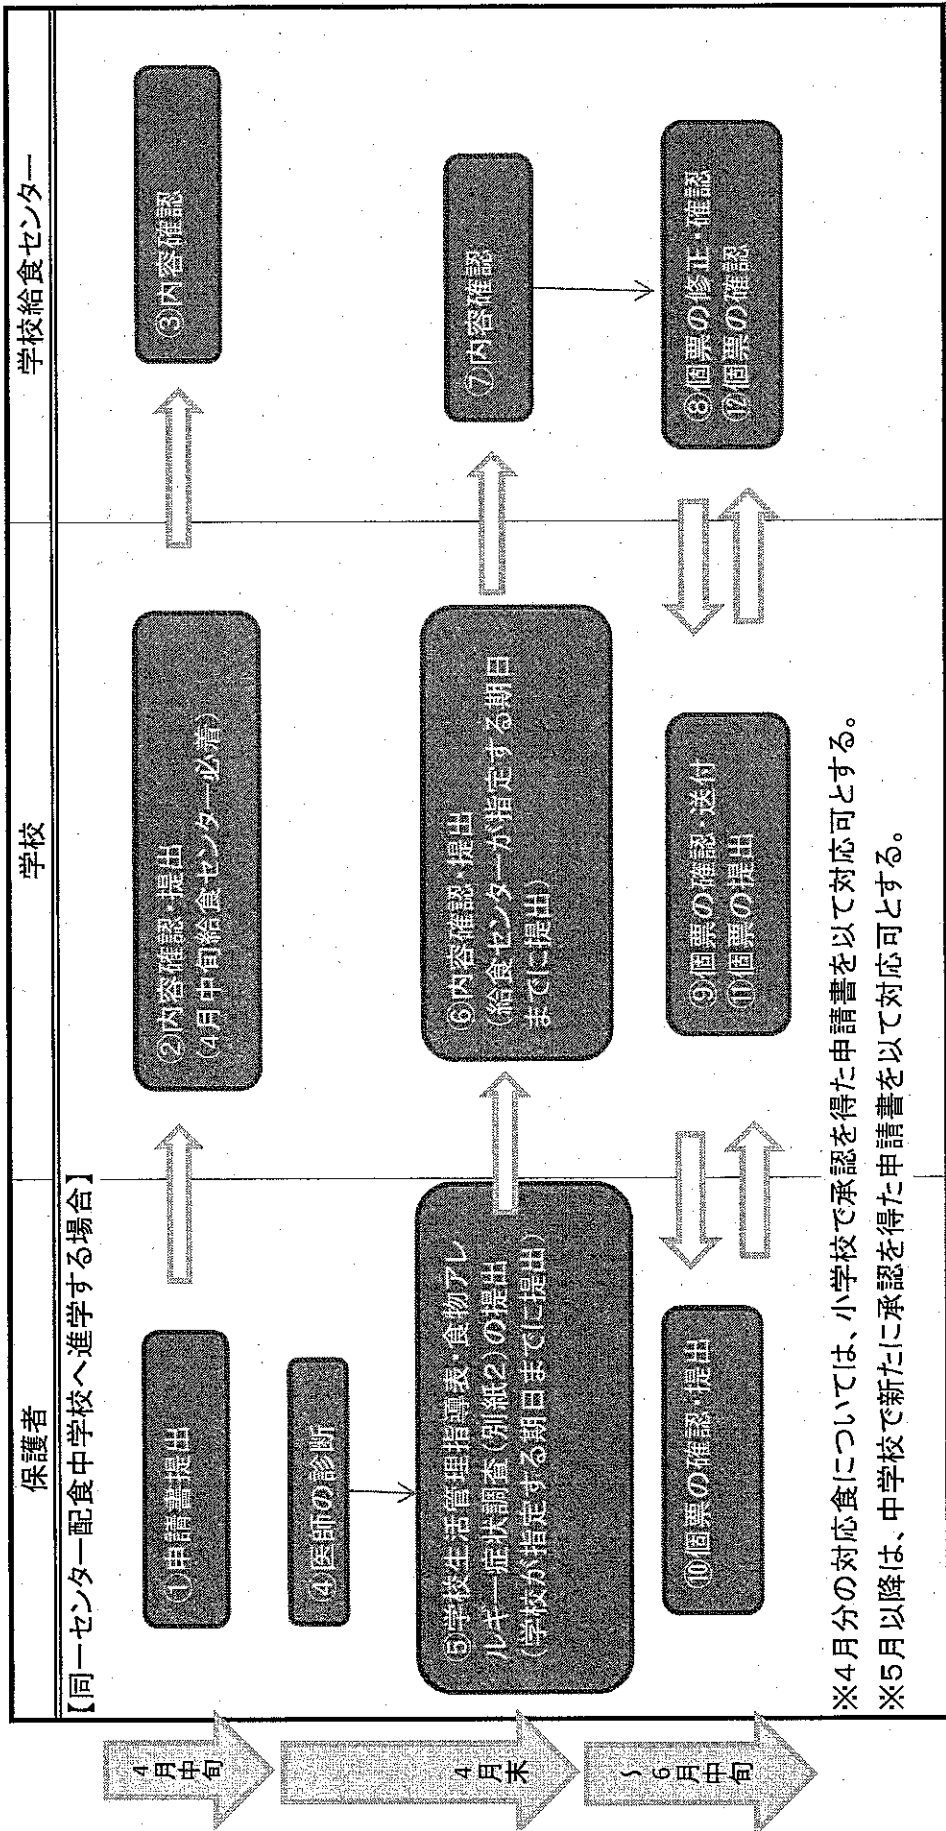 保護者
学校
学校給食センター
【同一センター配食中学校へ進学する場合】
4月中旬
①申請書提出
②内容確認・提出
(4月中旬給食センター必着)
③内容確認
4月末
④医師の診断
⑤学校生活管理指導表・食物アレ
ルギー症状調査(別紙2)の提出
(学校が指定する期日までに提出)
⑥内容確認・提出
(給食センターが指定する期日
までに提出)
⑦内容確認
~6月中旬
⑧個票の修正・確認
⑫個票の確認
⑨個票の確認・送付
⑪個票の提出
⑩個票の確認・提出
※4月分の対応食については、小学校で承認を得た申請書を以て対応可とする。
※5月以降は、中学校で新たに承認を得た申請書を以て対応可とする。